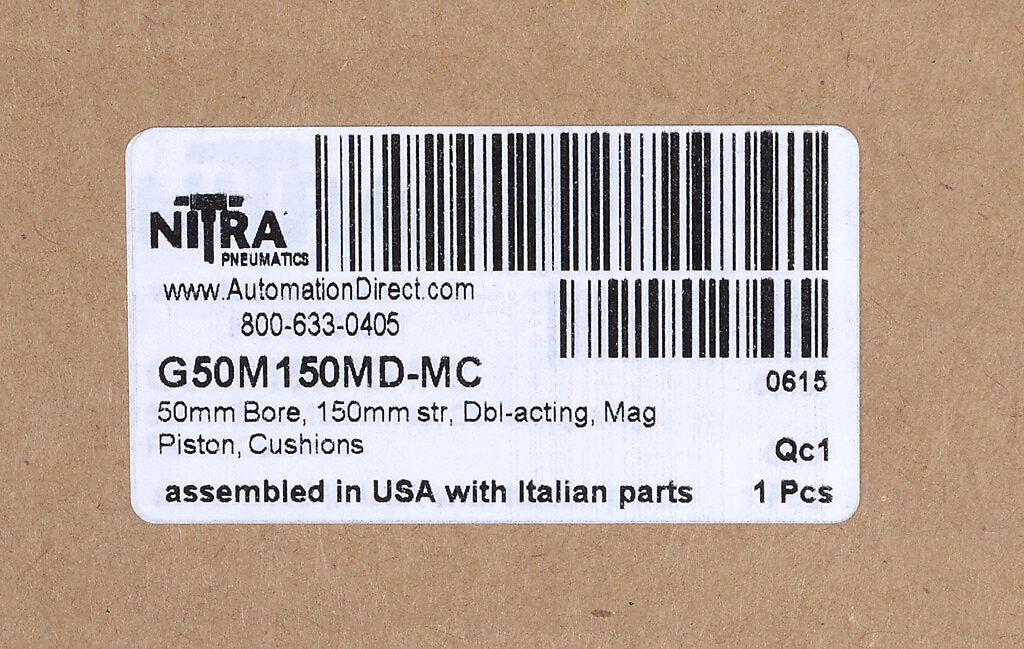 NITRA
PNEUMATICS
www.AutomationDirect.com
800-633-0405
G50M150MD-MC
0615
50mm Bore, 150mm str, Dbl-acting, Mag
Piston, Cushions
Qc1
assembled in USA with Italian parts
1 Pcs